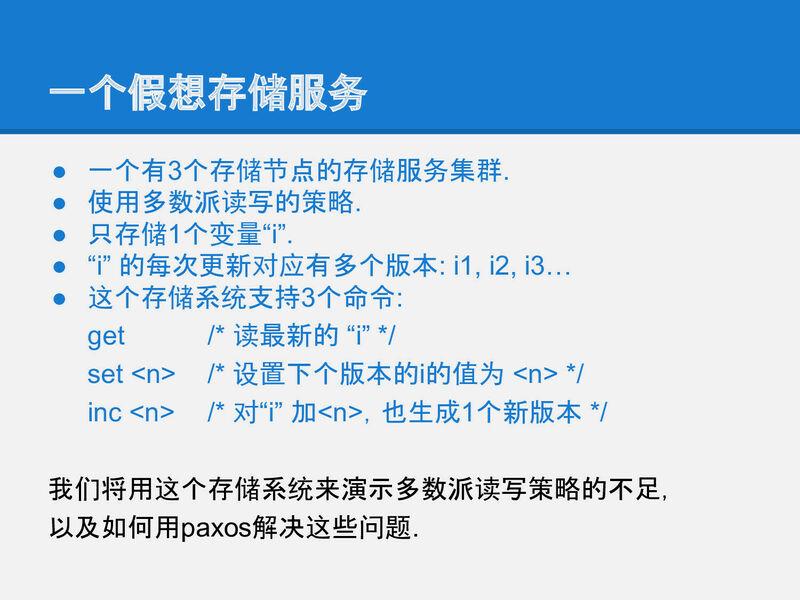 一个假想存储服务
● 一个有3个存储节点的存储服务集群.
● 使用多数派读写的策略.
● 只存储1个变量“i”.
● “i” 的每次更新对应有多个版本: i1, i2, i3…
● 这个存储系统支持3个命令:
get /* 读最新的 “i” */
set <n> /* 设置下个版本的i的值为 <n> */
inc <n> /* 对“i” 加<n>, 也生成1个新版本 */
我们将用这个存储系统来演示多数派读写策略的不足,
以及如何用paxos解决这些问题.